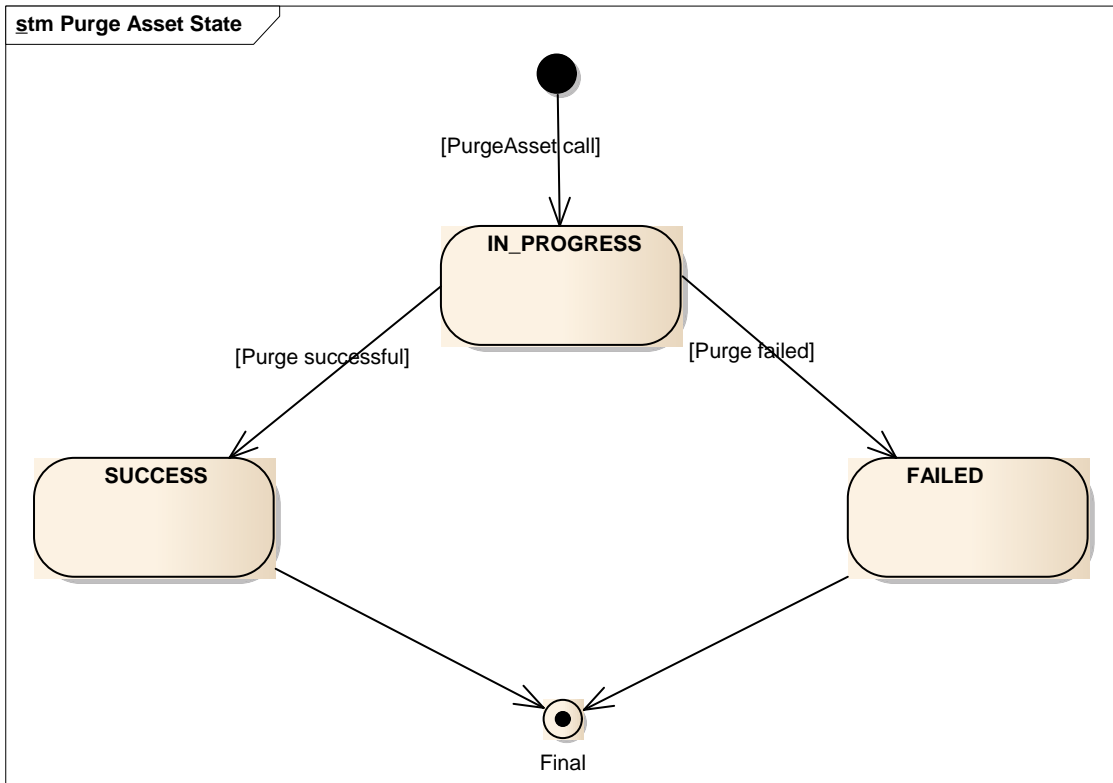 stm Purge Asset State
[PurgeAsset call]
IN_PROGRESS
[Purge successful]
[Purge failed]
SUCCESS
FAILED
Final